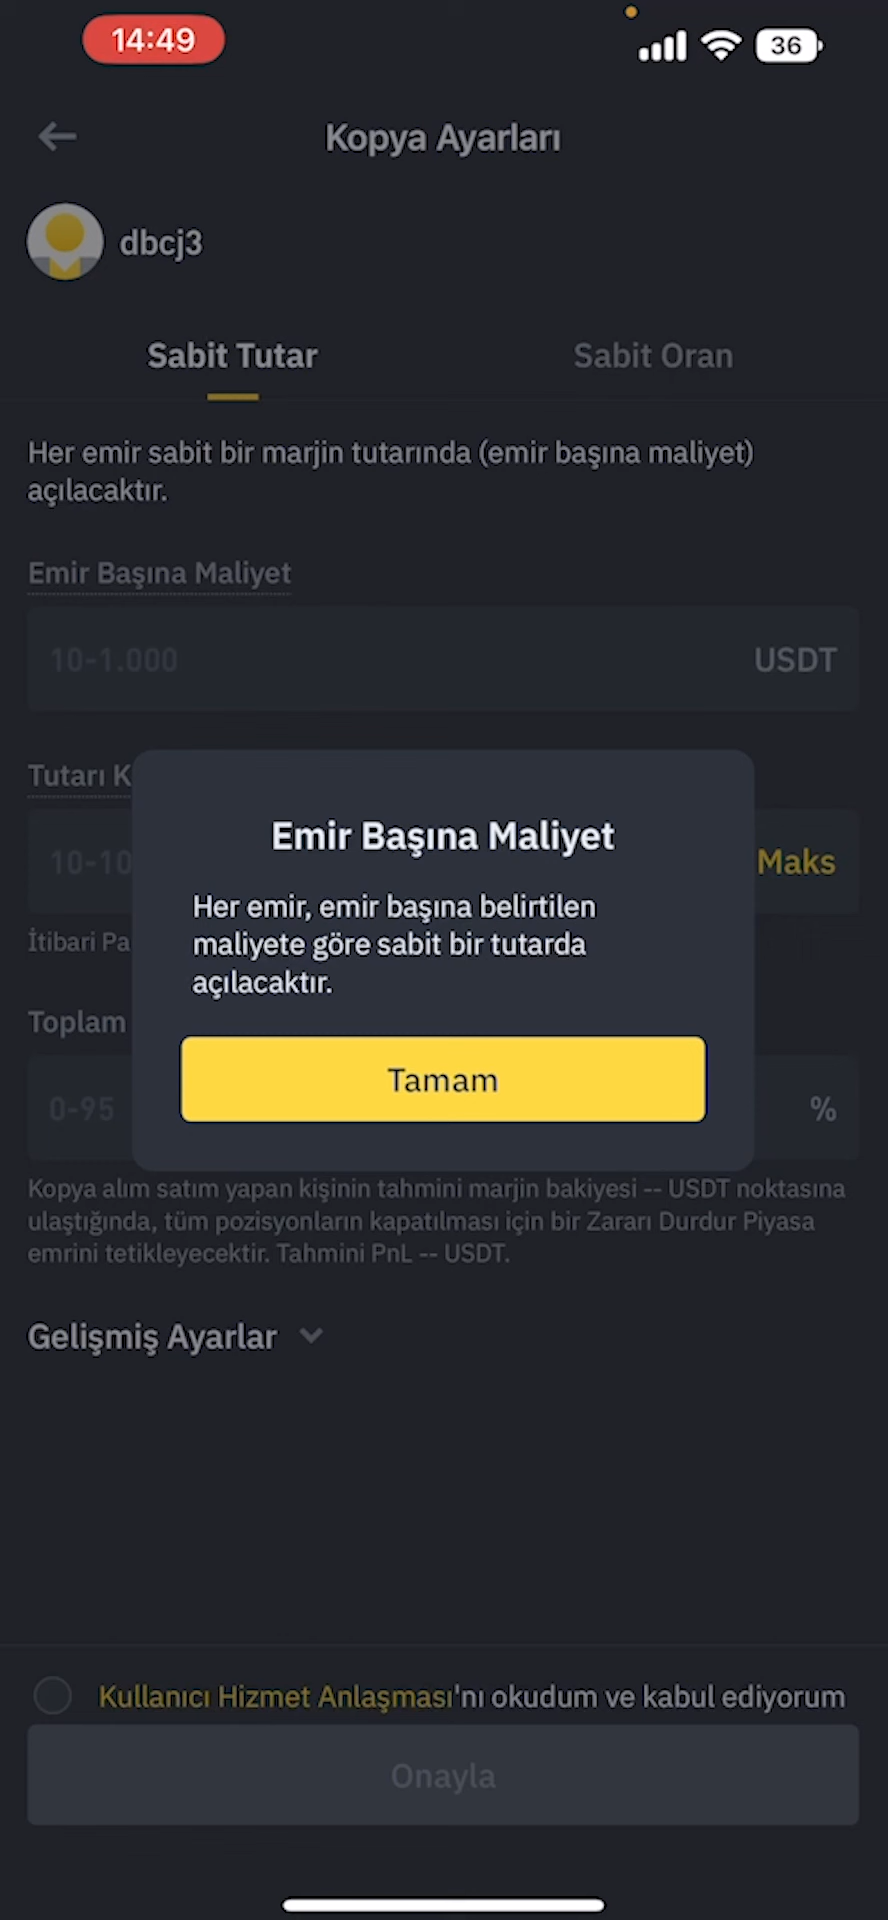 14:49
36
Kopya Ayarları
dbcj3
Sabit Tutar
Sabit Oran
Her emir sabit bir marjin tutarında (emir başına maliyet)
açılacaktır.
Emir Başına Maliyet
10-1.000
USDT
Tutarı K
10-10
Maks
İtibari Pa
Emir Başına Maliyet
Her emir, emir başına belirtilen
maliyete göre sabit bir tutarda
açılacaktır.
Tamam
Toplam
0-95
%
Kopya alım satım yapan kişinin tahmini marjin bakiyesi -- USDT noktasına
ulaştığında, tüm pozisyonların kapatılması için bir Zararı Durdur Piyasa
emrini tetikleyecektir. Tahmini PnL -- USDT.
Gelişmiş Ayarlar
Kullanıcı Hizmet Anlaşması'nı okudum ve kabul ediyorum
Onayla